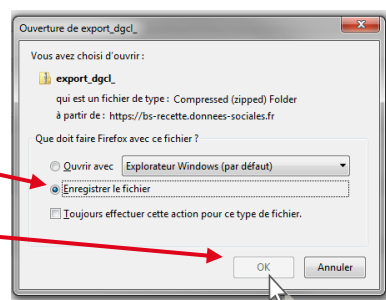 Ouverture de export_dgcl_
Vous avez choisi d'ouvrir :
export_dgcl_
qui est un fichier de type : Compressed (zipped) Folder
à partir de : https://bs-recette.donnees-sociales.fr
Que doit faire Firefox avec ce fichier ?
Ouvrir avec Explorateur Windows (par défaut)
Enregistrer le fichier
Toujours effectuer cette action pour ce type de fichier.
OK Annuler